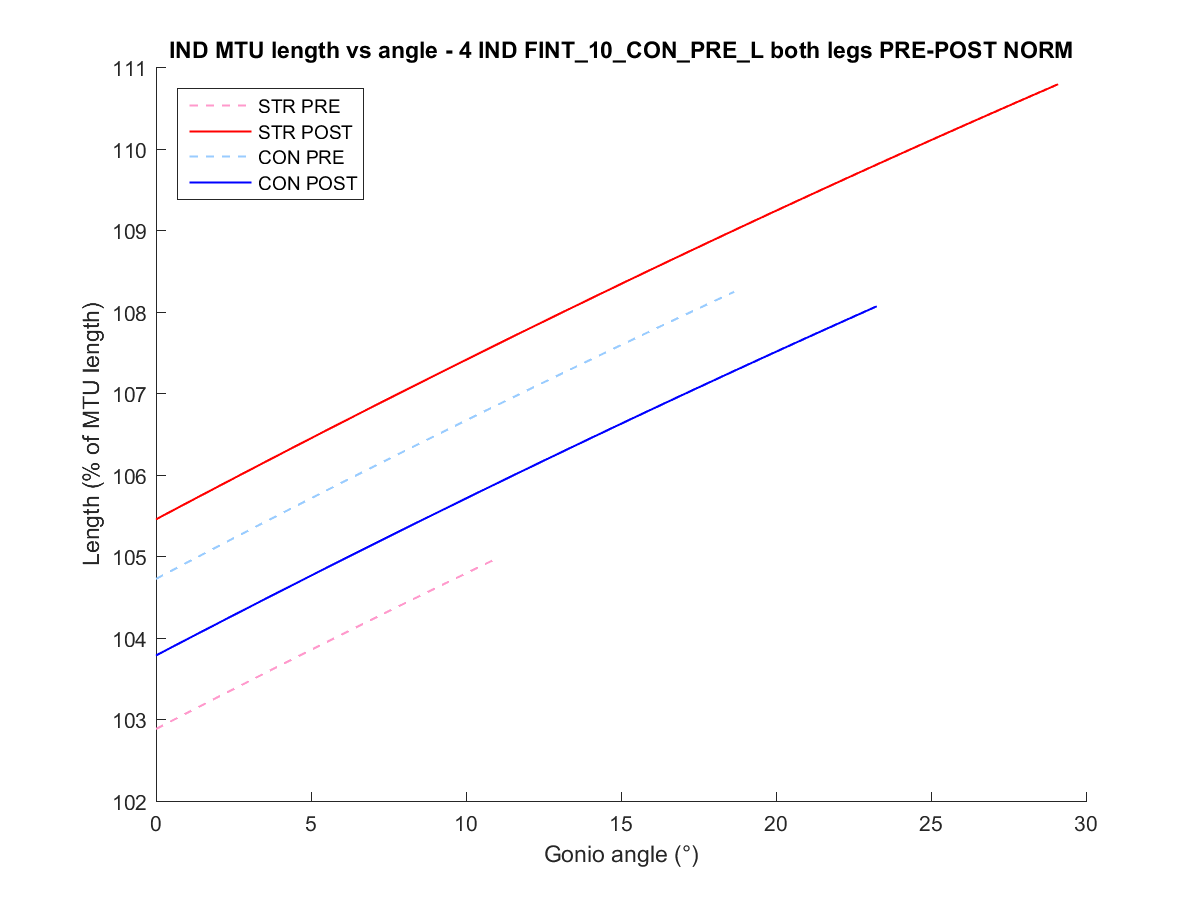 IND MTU length vs angle - 4 IND FINT_10_CON_PRE_L both legs PRE-POST NORM
111
110
109
108
107
106
105
104
103
102
Length (% of MTU length)
STR PRE
STR POST
CON PRE
CON POST
0 5 10 15 20 25 30
Gonio angle (°)